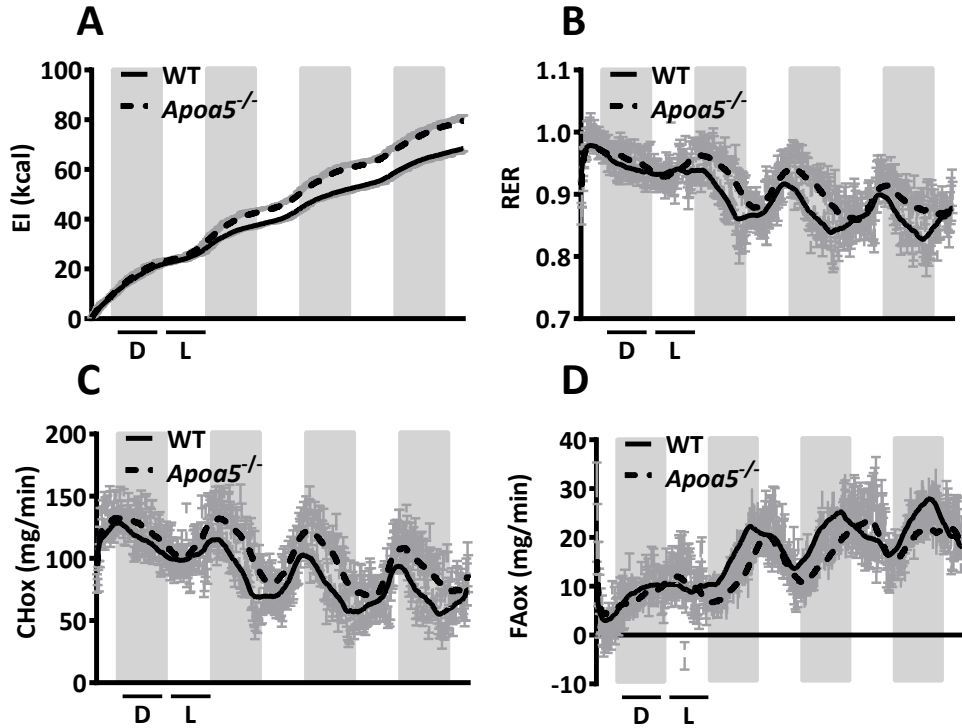 A
EI (kcal)
100
80
60
40
20
0
WT
Apoa5-/-
D L
B
RER
1.1
1.0
0.9
0.8
0.7
WT
Apoa5-/-
D L
C
CHox (mg/min)
200
150
100
50
0
WT
Apoa5-/-
D L
D
FAox (mg/min)
40
30
20
10
0
-10
WT
Apoa5-/-
D L